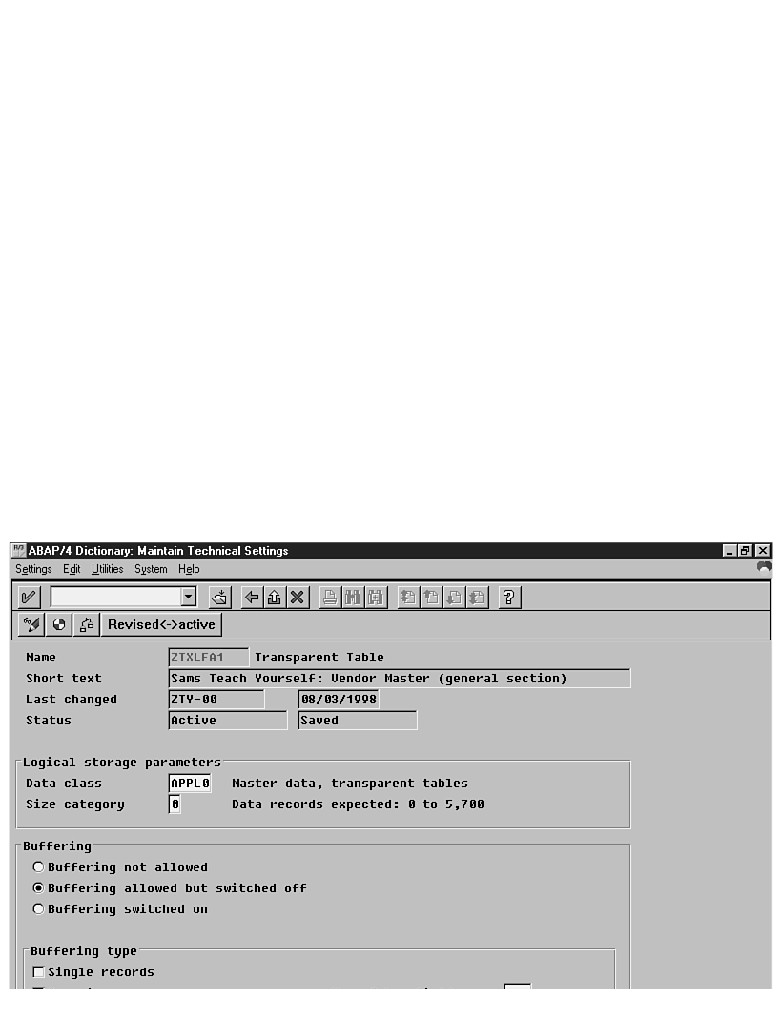 ABAP/4 Dictionary: Maintain Technical Settings
Settings Edit Utilities System Help
Revised<->active
Name ZTXLFA1 Transparent Table
Short text Sams Teach Yourself: Vendor Master (general section)
Last changed ZTY-00 08/03/1998
Status Active Saved
Logical storage parameters
Data class APPL0 Master data, transparent tables
Size category 0 Data records expected: 0 to 5,700
Buffering
Buffering not allowed
Buffering allowed but switched off
Buffering switched on
Buffering type
Single records